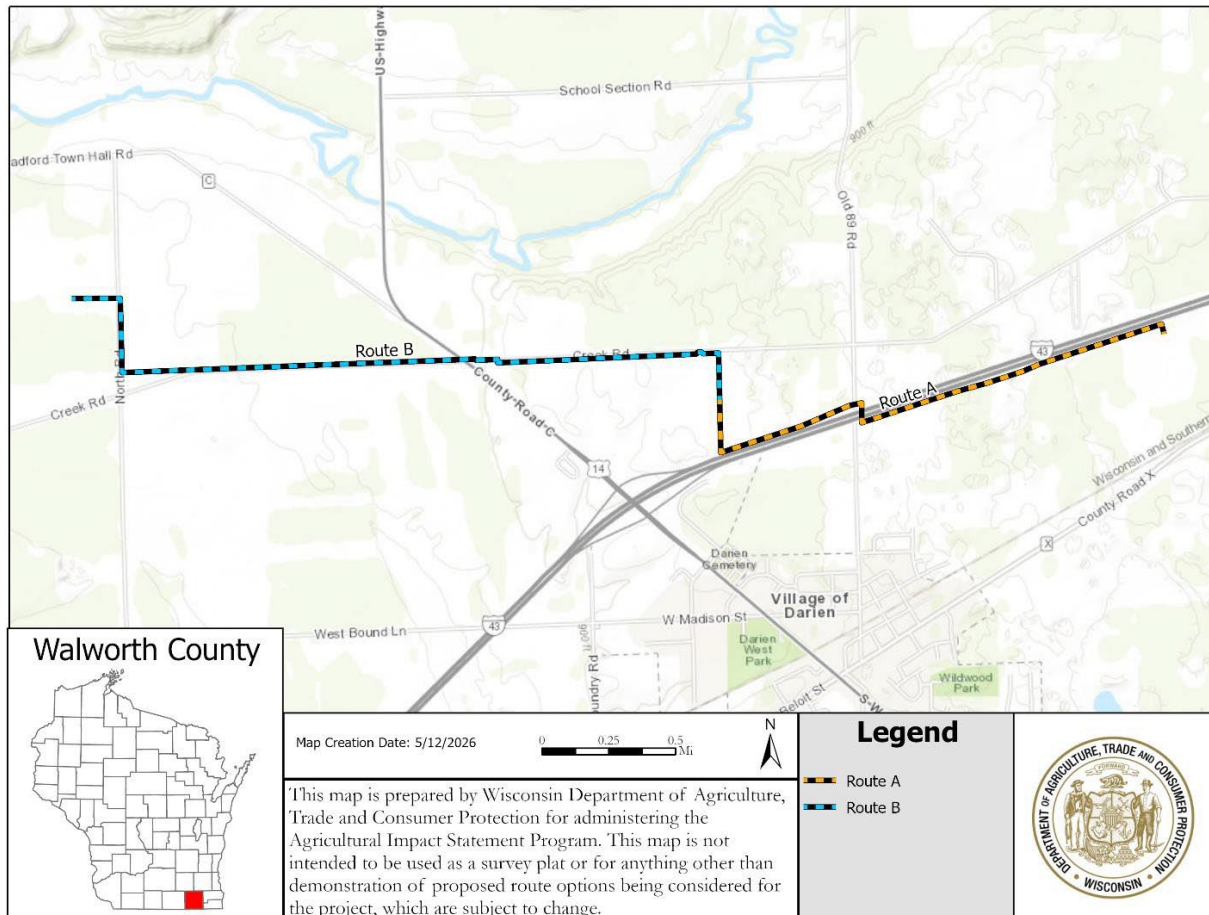 US-Highw
School Section Rd
900 ft
adford Town Hall Rd
C
Old 89 Rd
Route B
Creek Rd
43
North Rd
Route A
Creek Rd
County Road C
14
Wisconsin and Southern
County Road X
X
Darien
Cemetery
Village of
Darien
W Madison St
West Bound Ln
43
900 ft
Darien
West
Park
Wildwood
Park
undry Rd
Beloit St
S-W
Walworth County
Map Creation Date: 5/12/2026
0 0.25 0.5
Mi
N
This map is prepared by Wisconsin Department of Agriculture,
Trade and Consumer Protection for administering the
Agricultural Impact Statement Program. This map is not
intended to be used as a survey plat or for anything other than
demonstration of proposed route options being considered for
the project, which are subject to change.
Legend
Route A
Route B
DEPARTMENT OF AGRICULTURE, TRADE AND CONSUMER PROTECTION
FORWARD
• WISCONSIN •